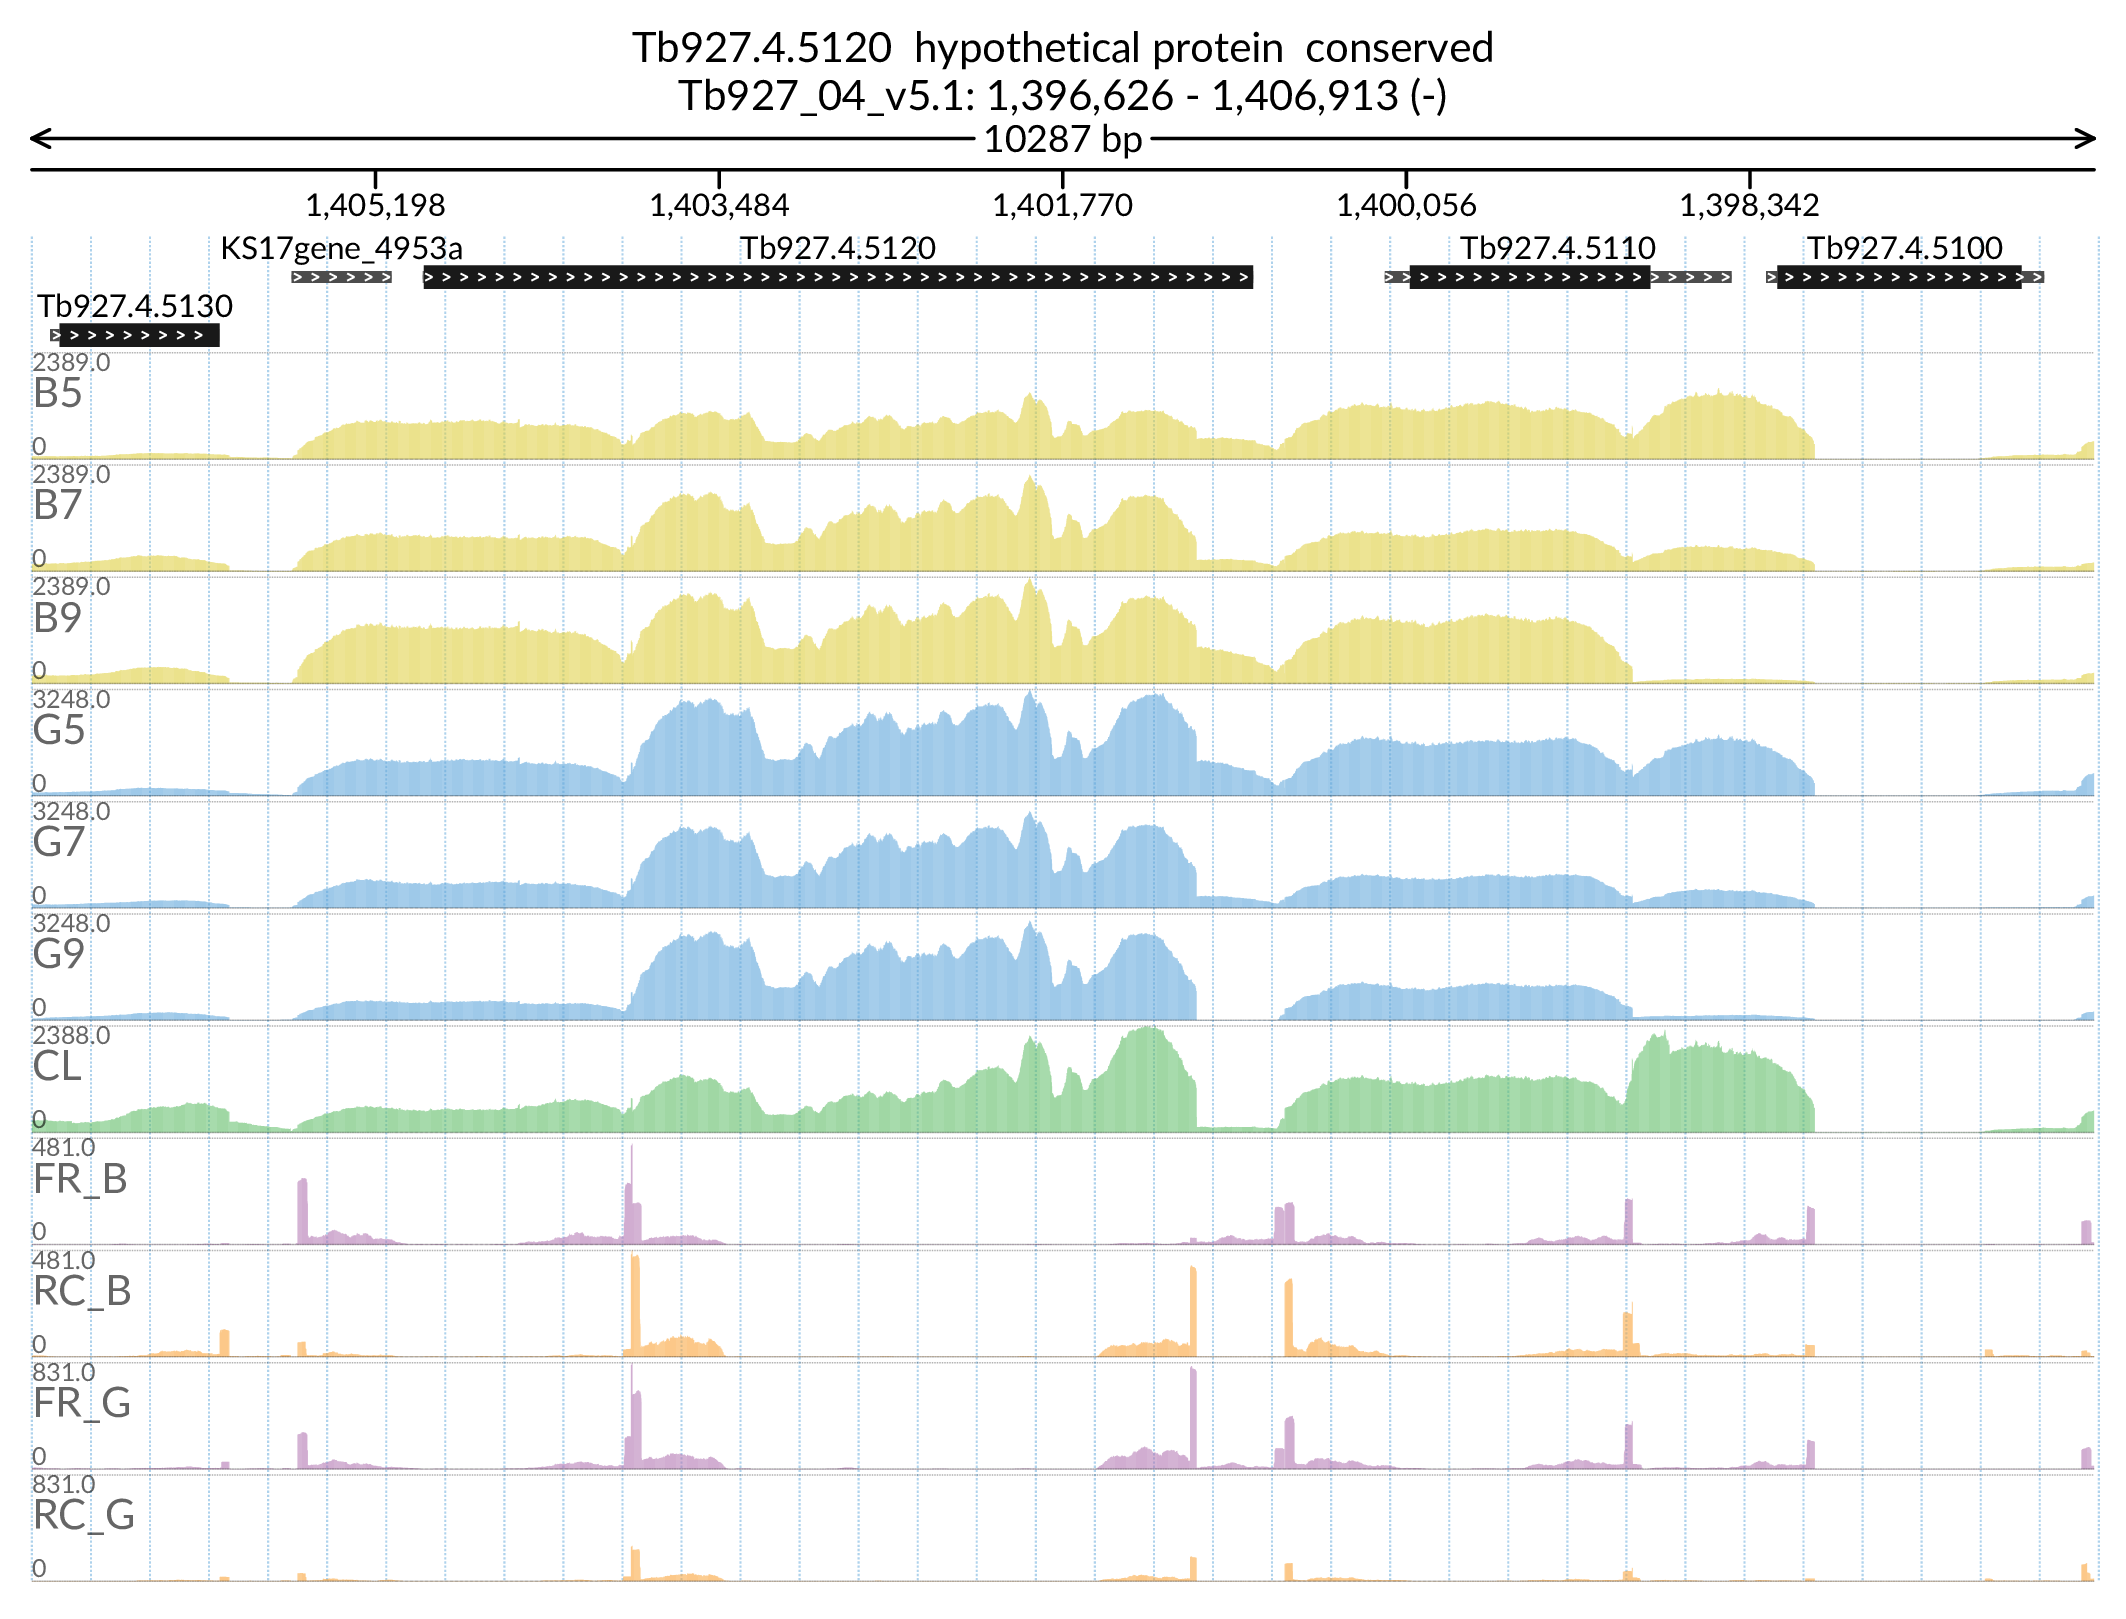 Tb927.4.5120  hypothetical protein  conserved
Tb927_04_v5.1: 1,396,626 - 1,406,913 (-)
10287 bp
1,405,198 1,403,484 1,401,770 1,400,056 1,398,342
KS17gene_4953a Tb927.4.5120 Tb927.4.5110 Tb927.4.5100
Tb927.4.5130
2389.0
B5
0
2389.0
B7
0
2389.0
B9
0
3248.0
G5
0
3248.0
G7
0
3248.0
G9
0
2388.0
CL
0
481.0
FR_B
0
481.0
RC_B
0
831.0
FR_G
0
831.0
RC_G
0